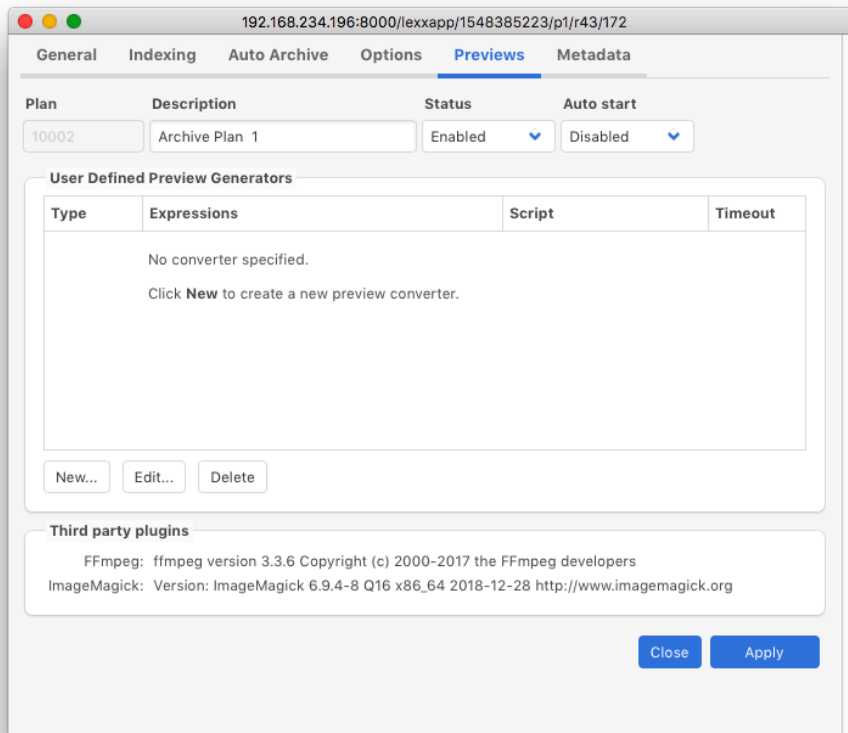 192.168.234.196:8000/lexxapp/1548385223/p1/r43/172
General Indexing Auto Archive Options Previews Metadata
Plan Description Status Auto start
10002 Archive Plan 1 Enabled Disabled
User Defined Preview Generators
Type Expressions Script Timeout
No converter specified.
Click New to create a new preview converter.
New... Edit... Delete
Third party plugins
FFmpeg: ffmpeg version 3.3.6 Copyright (c) 2000-2017 the FFmpeg developers
ImageMagick: Version: ImageMagick 6.9.4-8 Q16 x86_64 2018-12-28 http://www.imagemagick.org
Close Apply